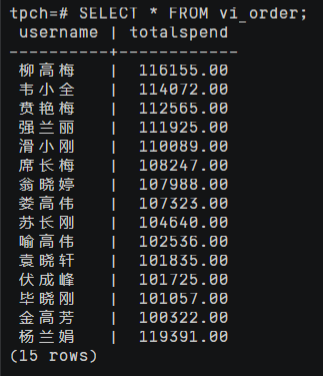 tpch=# SELECT * FROM vi_order;
username | totalspend
----------+------------
柳高梅 | 116155.00
韦小全 | 114072.00
贲艳梅 | 112565.00
强兰丽 | 111925.00
滑小刚 | 110089.00
席长梅 | 108247.00
翁晓婷 | 107988.00
娄高伟 | 107323.00
苏长刚 | 104640.00
喻高伟 | 102536.00
袁晓轩 | 101835.00
伏成峰 | 101725.00
毕晓刚 | 101057.00
金高芳 | 100322.00
杨兰娟 | 119391.00
(15 rows)